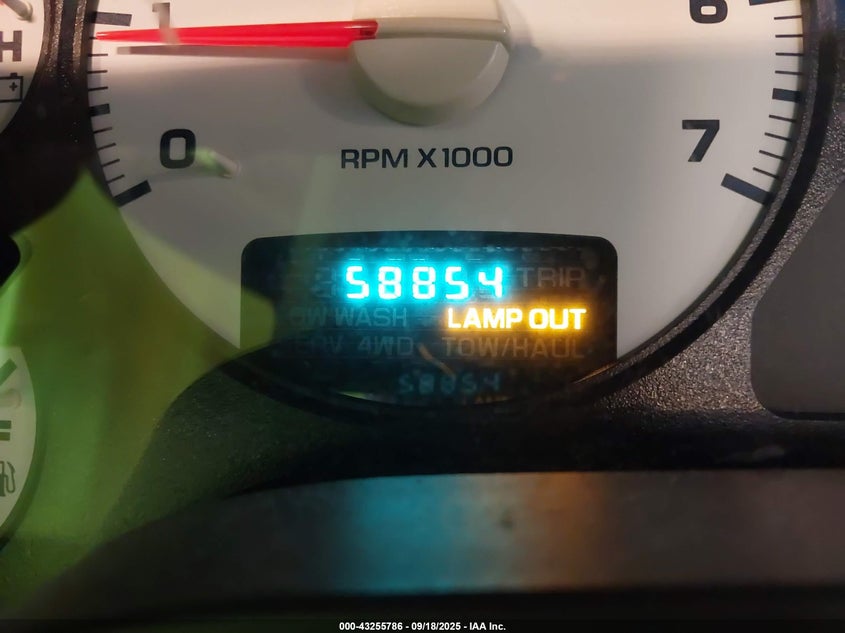 H
1
6
0
7
RPM X1000
58854 TRIP
WASH LAMP OUT
4WD TOW/HAUL
58854
000-43255786 - 09/18/2025 - IAA Inc.